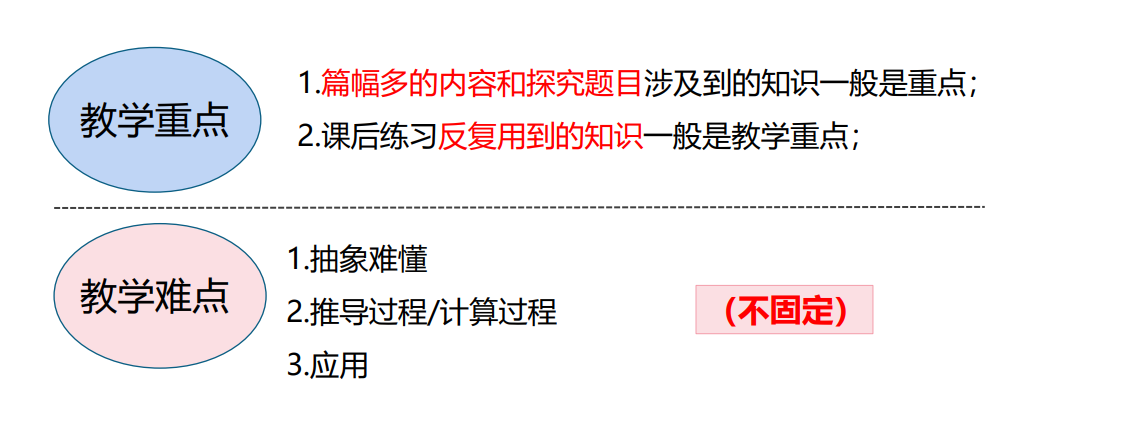 教学重点
1.篇幅多的内容和探究题目涉及到的知识一般是重点；
2.课后练习反复用到的知识一般是教学重点；
教学难点
1.抽象难懂
2.推导过程/计算过程
（不固定）
3.应用